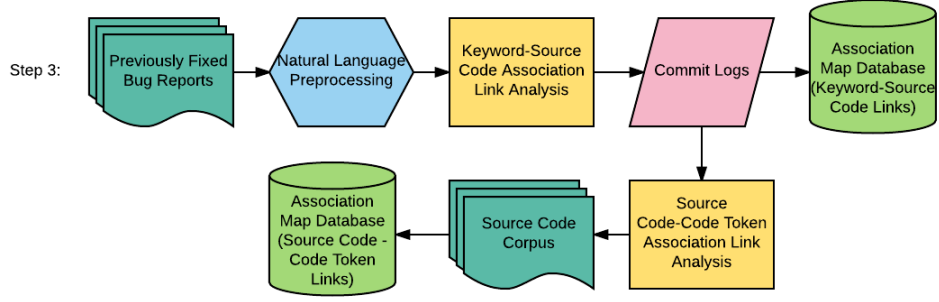 Step 3:
Previously Fixed
Bug Reports
Natural Language
Preprocessing
Keyword-Source
Code Association
Link Analysis
Commit Logs
Association
Map Database
(Keyword-Source
Code Links)
Association
Map Database
(Source Code -
Code Token
Links)
Source Code
Corpus
Source
Code-Code Token
Association Link
Analysis